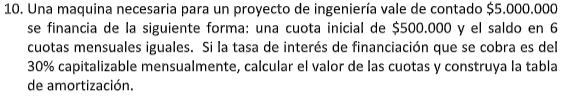 10. Una maquina necesaria para un proyecto de ingeniería vale de contado $5.000.000
se financia de la siguiente forma: una cuota inicial de $500.000 y el saldo en 6
cuotas mensuales iguales. Si la tasa de interés de financiación que se cobra es del
30% capitalizable mensualmente, calcular el valor de las cuotas y construya la tabla
de amortización.